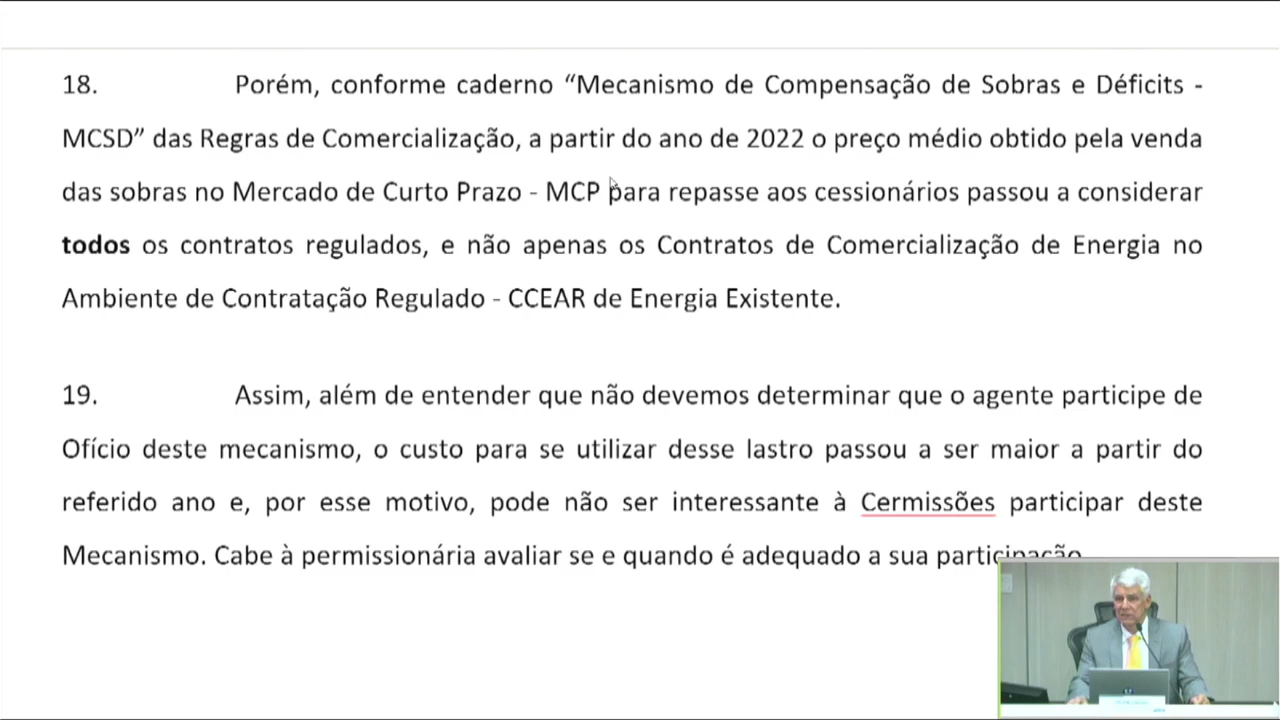 18. Porém, conforme caderno “Mecanismo de Compensação de Sobras e Déficits -
MCSD” das Regras de Comercialização, a partir do ano de 2022 o preço médio obtido pela venda
das sobras no Mercado de Curto Prazo - MCP para repasse aos cessionários passou a considerar
todos os contratos regulados, e não apenas os Contratos de Comercialização de Energia no
Ambiente de Contratação Regulado - CCEAR de Energia Existente.
19. Assim, além de entender que não devemos determinar que o agente participe de
Ofício deste mecanismo, o custo para se utilizar desse lastro passou a ser maior a partir do
referido ano e, por esse motivo, pode não ser interessante à Cermissões participar deste
Mecanismo. Cabe à permissionária avaliar se e quando é adequado a sua participação